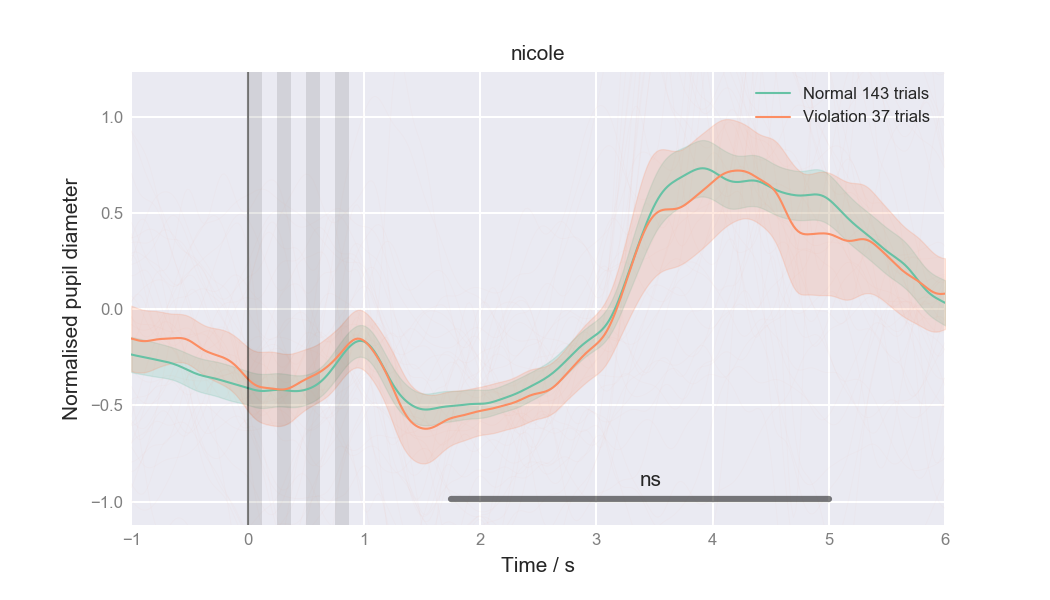 nicole
Normal 143 trials
Violation 37 trials
Normalised pupil diameter
1.0
0.5
0.0
−0.5
−1.0
ns
−1 0 1 2 3 4 5 6
Time / s